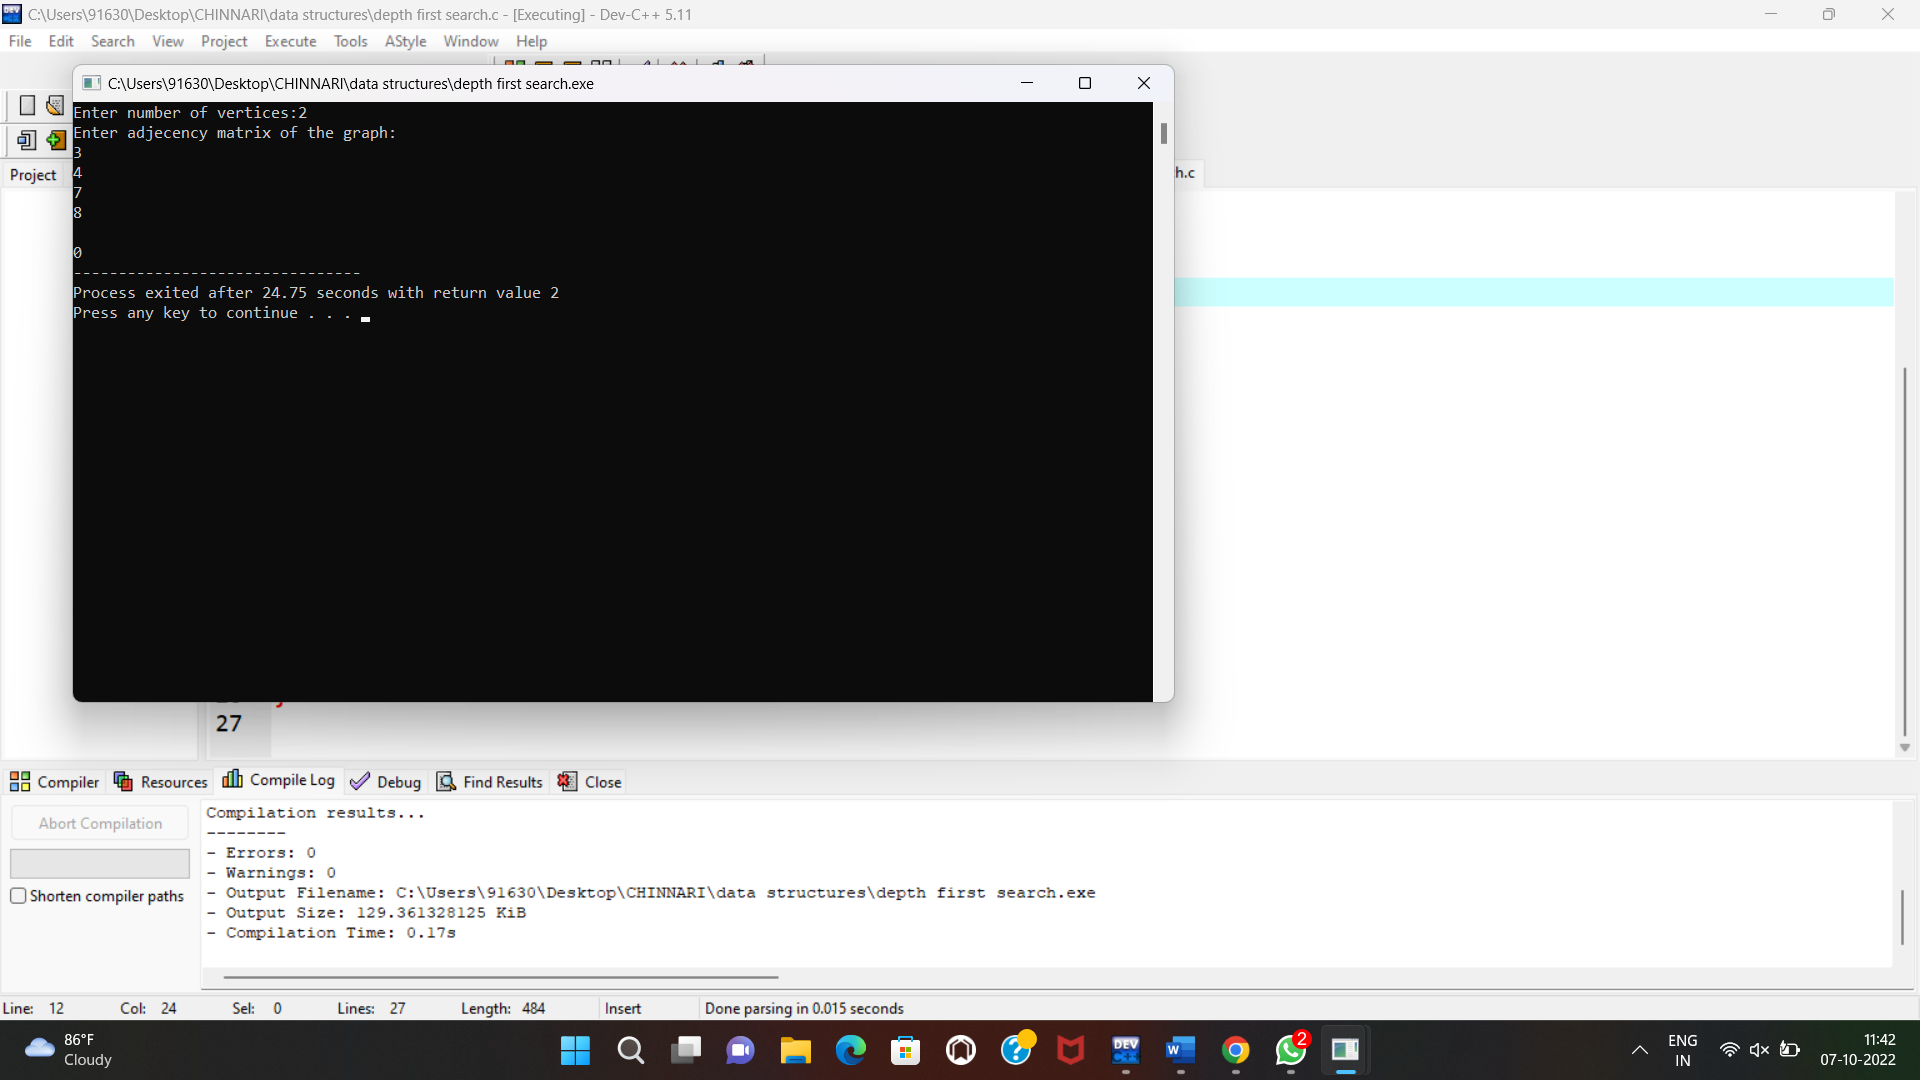 C:\Users\91630\Desktop\CHINNARI\data structures\depth first search.c - [Executing] - Dev-C++ 5.11
File Edit Search View Project Execute Tools AStyle Window Help
C:\Users\91630\Desktop\CHINNARI\data structures\depth first search.exe
Enter number of vertices:2
Enter adjecency matrix of the graph:
3
4
7
8
0
--------------------------------
Process exited after 24.75 seconds with return value 2
Press any key to continue . . .
Project
h.c
27
Compiler Resources Compile Log Debug Find Results Close
Abort Compilation
Shorten compiler paths
Compilation results...
--------
- Errors: 0
- Warnings: 0
- Output Filename: C:\Users\91630\Desktop\CHINNARI\data structures\depth first search.exe
- Output Size: 129.361328125 KiB
- Compilation Time: 0.17s
Line: 12 Col: 24 Sel: 0 Lines: 27 Length: 484 Insert Done parsing in 0.015 seconds
86°F
Cloudy
DEV
C++
W
2
ENG
IN
11:42
07-10-2022